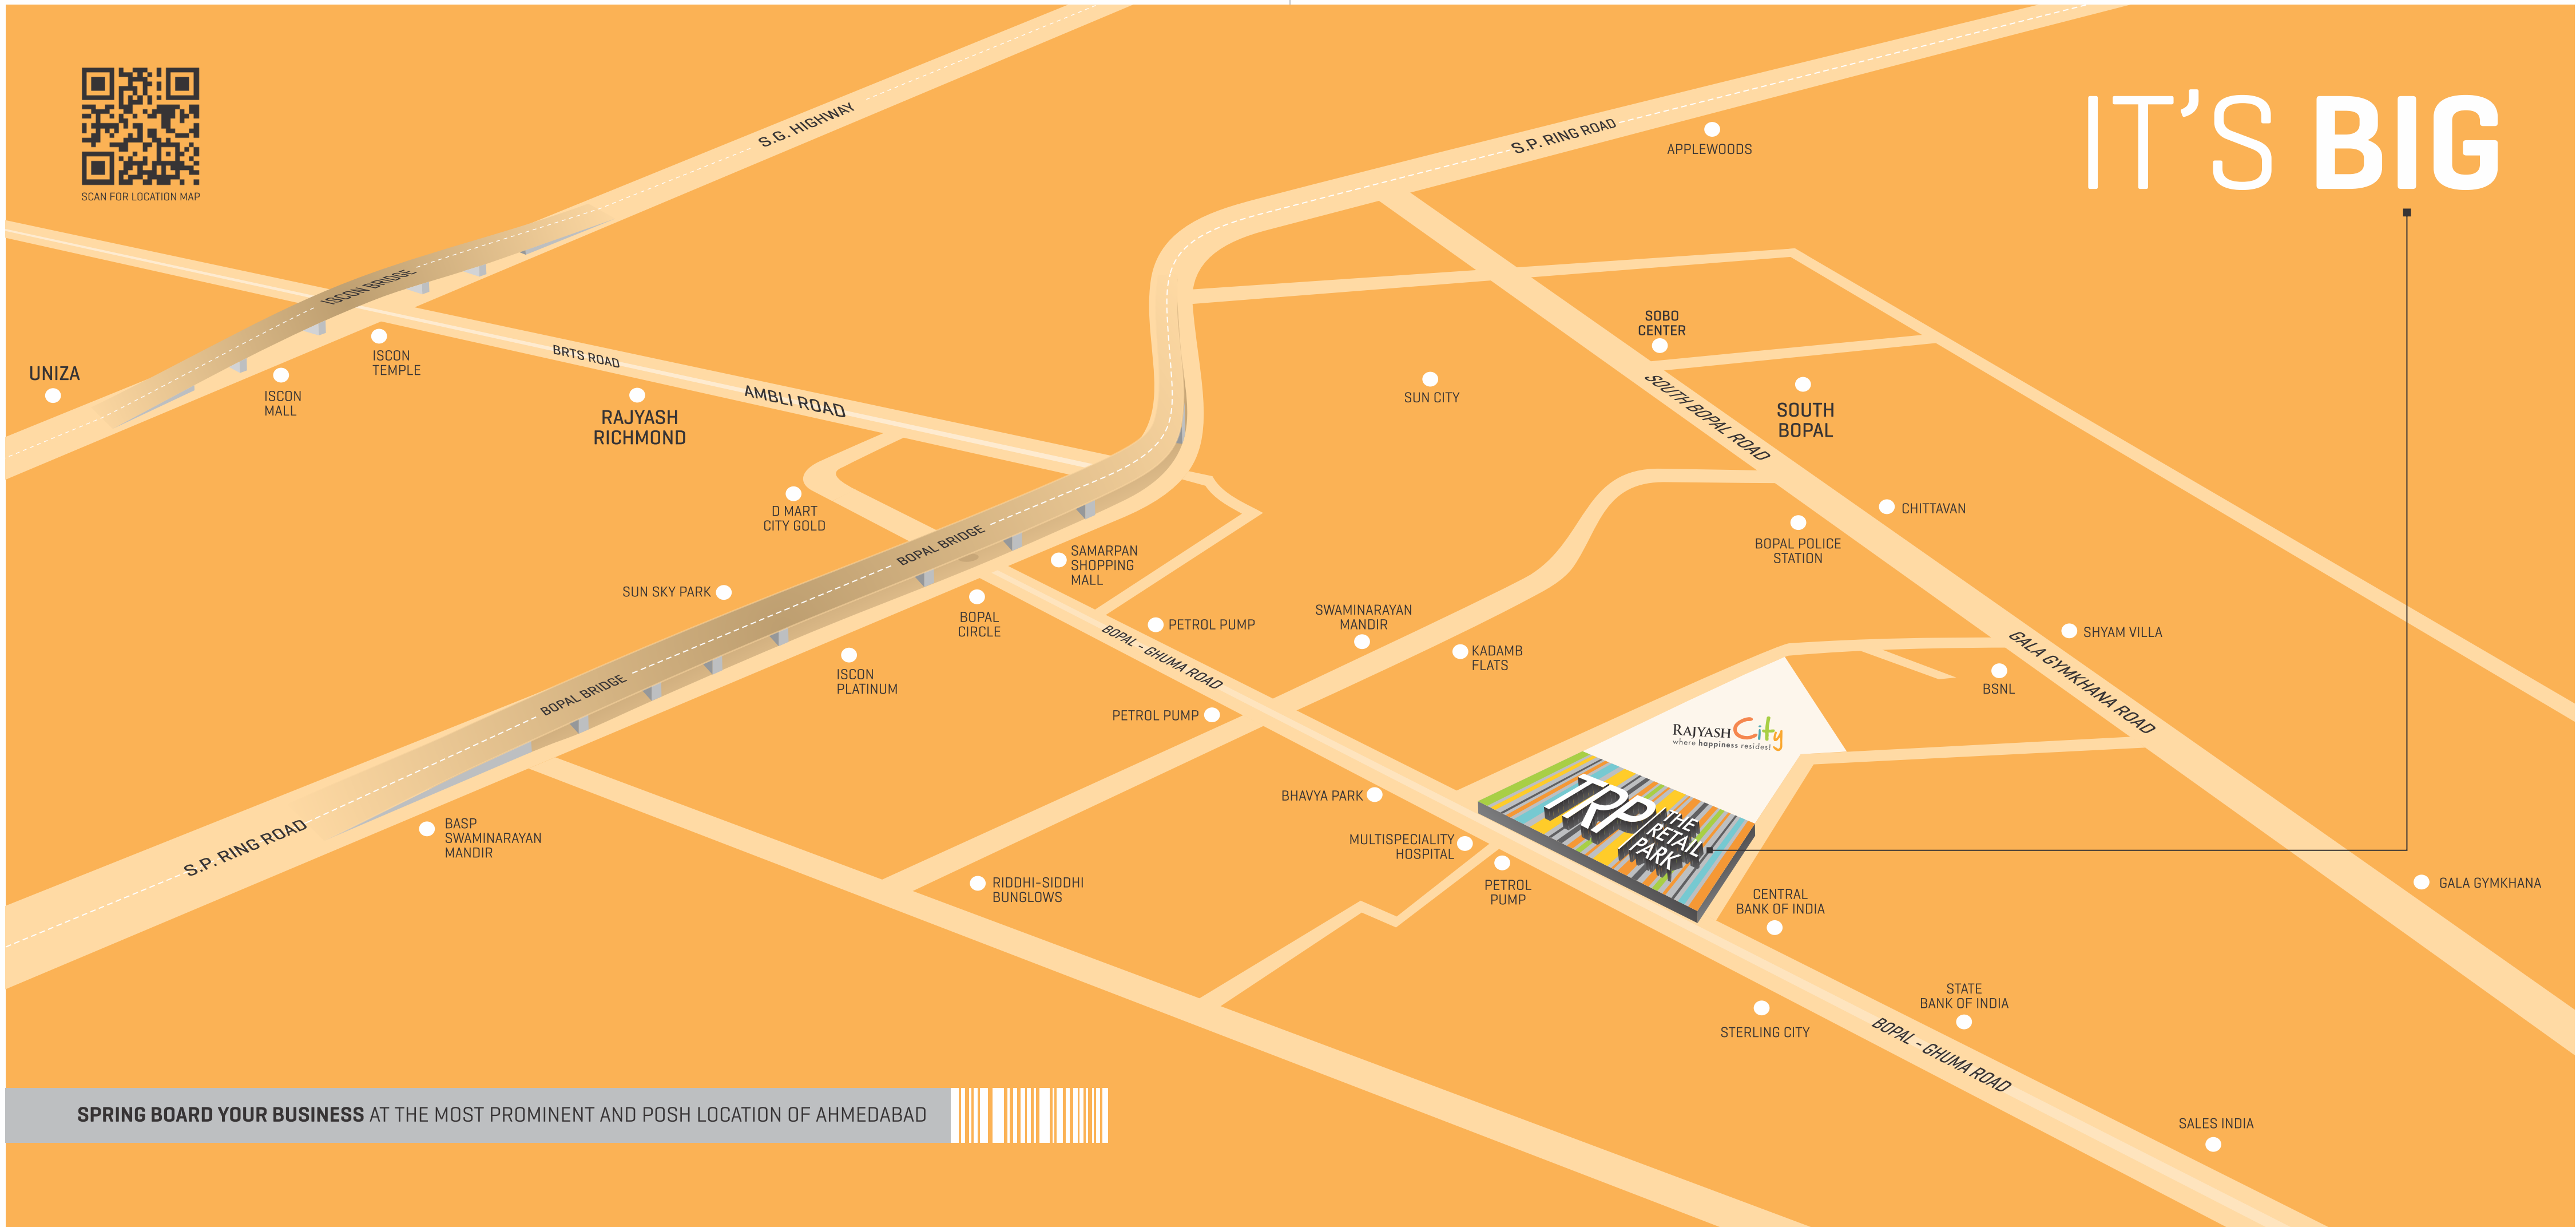 IT'S BIG
SCAN FOR LOCATION MAP
S.G. HIGHWAY
S.P. RING ROAD
APPLEWOODS
ISCON BRIDGE
UNIZA
ISCON
TEMPLE
ISCON
MALL
BRTS ROAD
AMBLI ROAD
RAJYASH
RICHMOND
SOBO
CENTER
SUN CITY
SOUTH BOPAL ROAD
SOUTH
BOPAL
D MART
CITY GOLD
CHITTAVAN
BOPAL POLICE
STATION
BOPAL BRIDGE
SAMARPAN
SHOPPING
MALL
SUN SKY PARK
BOPAL
CIRCLE
PETROL PUMP
SWAMINARAYAN
MANDIR
KADAMB
FLATS
SHYAM VILLA
GALA GYMKHANA ROAD
BSNL
BOPAL - GHUMA ROAD
ISCON
PLATINUM
BOPAL BRIDGE
PETROL PUMP
RAJYASH City
where happiness resides!
BHAVYA PARK
TRP THE
RETAIL
PARK
MULTISPECIALITY
HOSPITAL
S.P. RING ROAD
BASP
SWAMINARAYAN
MANDIR
RIDDHI-SIDDHI
BUNGLOWS
PETROL
PUMP
CENTRAL
BANK OF INDIA
GALA GYMKHANA
STATE
BANK OF INDIA
STERLING CITY
BOPAL - GHUMA ROAD
SPRING BOARD YOUR BUSINESS AT THE MOST PROMINENT AND POSH LOCATION OF AHMEDABAD
SALES INDIA